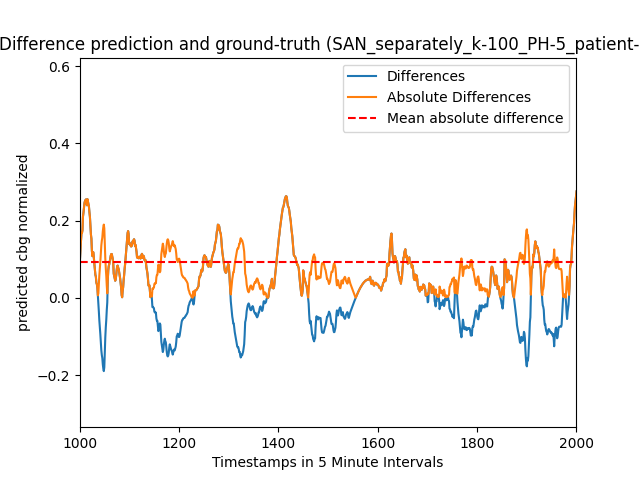 Difference prediction and ground-truth (SAN_separately_k-100_PH-5_patient-
0.6
0.4
0.2
0.0
−0.2
predicted cbg normalized
Differences
Absolute Differences
Mean absolute difference
1000 1200 1400 1600 1800 2000
Timestamps in 5 Minute Intervals